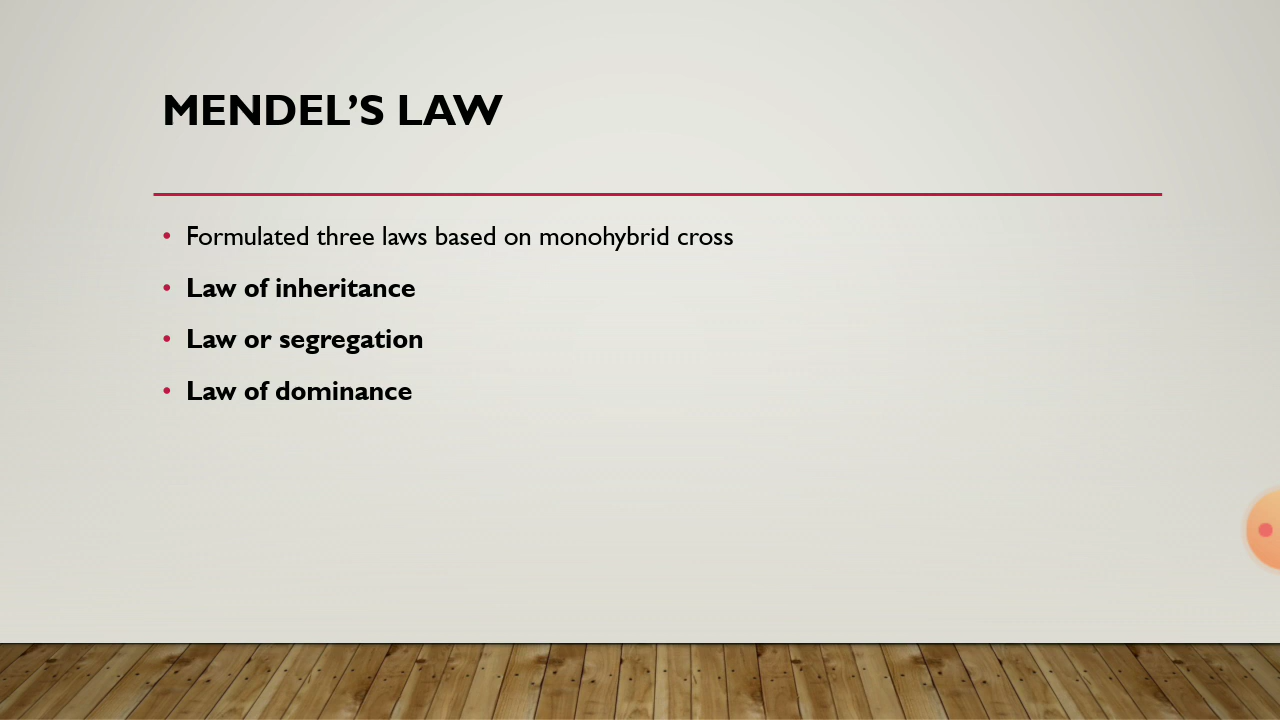 MENDEL’S LAW
• Formulated three laws based on monohybrid cross
• Law of inheritance
• Law or segregation
• Law of dominance